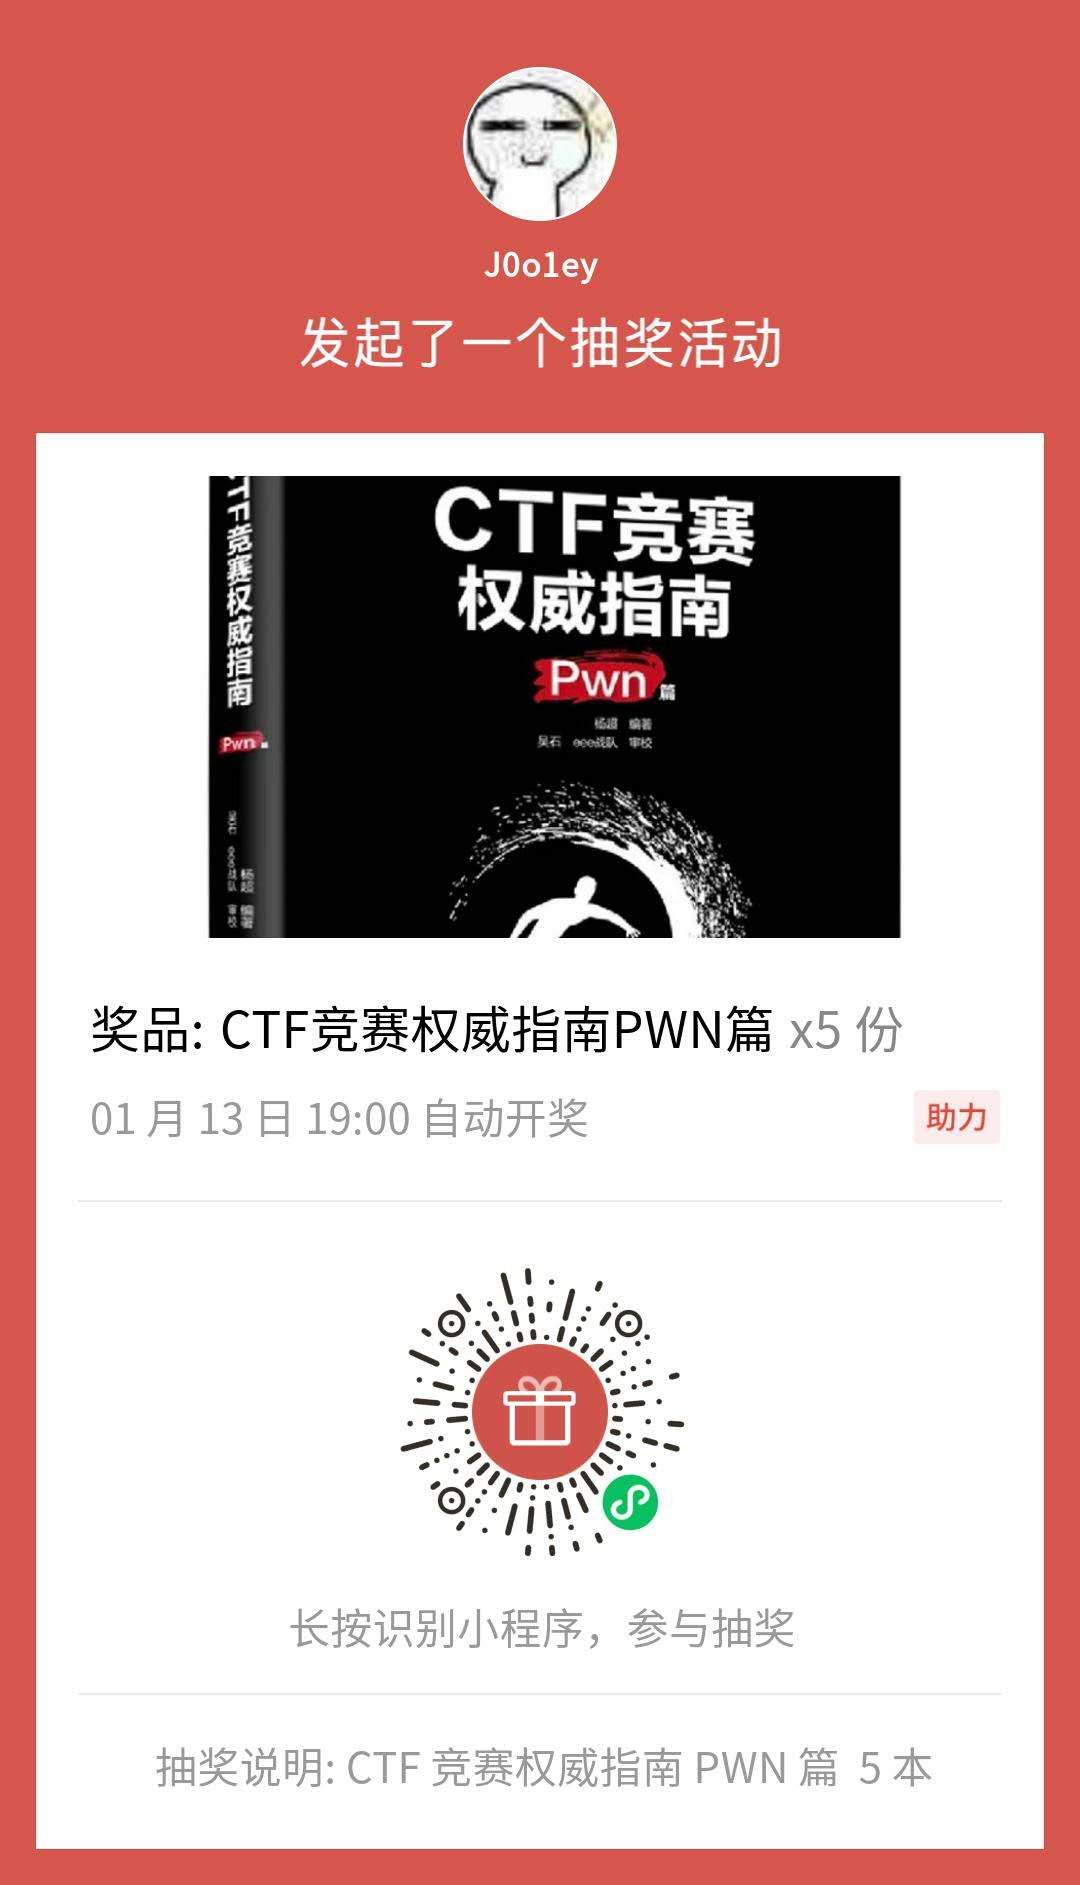 J0o1ey
发起了一个抽奖活动
CTF竞赛权威指南
Pwn
吴石 eee战队 审校
杨超 编著
CTF竞赛
权威指南
Pwn篇
杨超 编著
吴石 eee战队 审校
奖品: CTF竞赛权威指南PWN篇 x5 份
01 月 13 日 19:00 自动开奖
助力
长按识别小程序，参与抽奖
抽奖说明: CTF 竞赛权威指南 PWN 篇 5 本